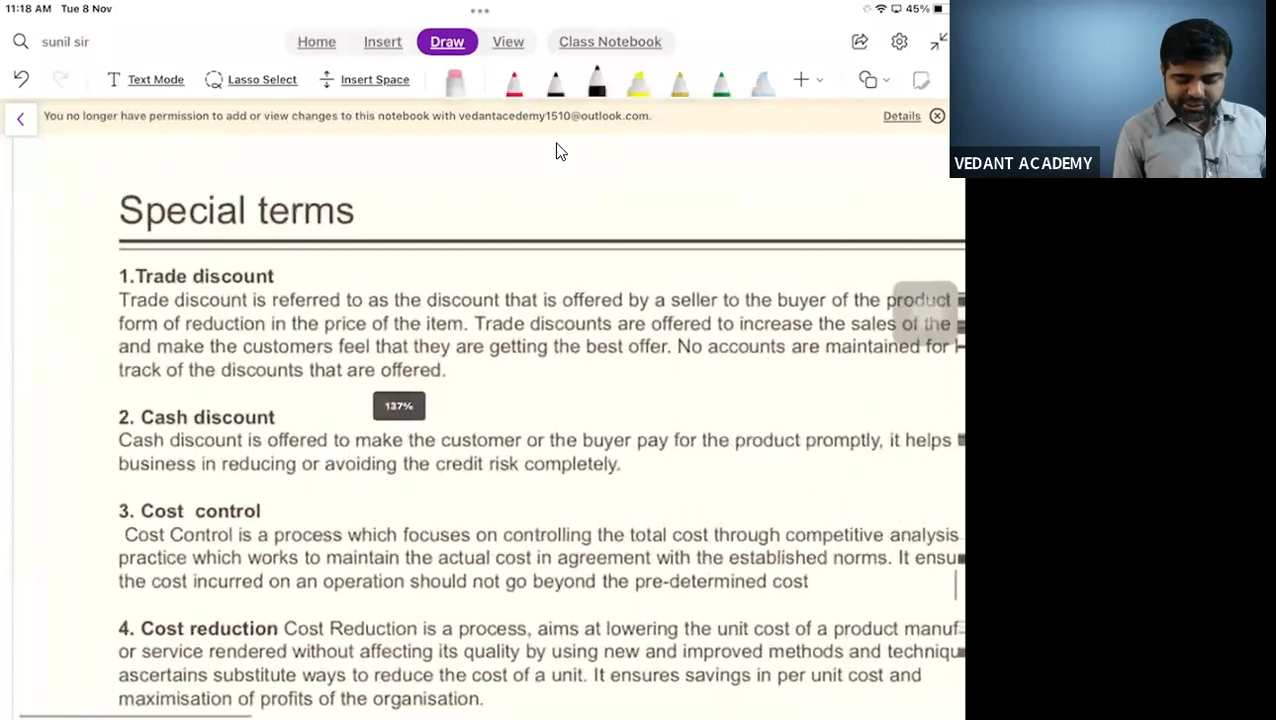 11:18 AM Tue 8 Nov
45%
sunil sir
Home Insert Draw View Class Notebook
Text Mode Lasso Select Insert Space
You no longer have permission to add or view changes to this notebook with vedantacedemy1510@outlook.com. Details
VEDANT ACADEMY
Special terms
1.Trade discount
Trade discount is referred to as the discount that is offered by a seller to the buyer of the product
form of reduction in the price of the item. Trade discounts are offered to increase the sales of the
and make the customers feel that they are getting the best offer. No accounts are maintained for
track of the discounts that are offered.
137%
2. Cash discount
Cash discount is offered to make the customer or the buyer pay for the product promptly, it helps
business in reducing or avoiding the credit risk completely.
3. Cost control
Cost Control is a process which focuses on controlling the total cost through competitive analysis
practice which works to maintain the actual cost in agreement with the established norms. It ensu
the cost incurred on an operation should not go beyond the pre-determined cost
4. Cost reduction Cost Reduction is a process, aims at lowering the unit cost of a product manuf
or service rendered without affecting its quality by using new and improved methods and techniqu
ascertains substitute ways to reduce the cost of a unit. It ensures savings in per unit cost and
maximisation of profits of the organisation.